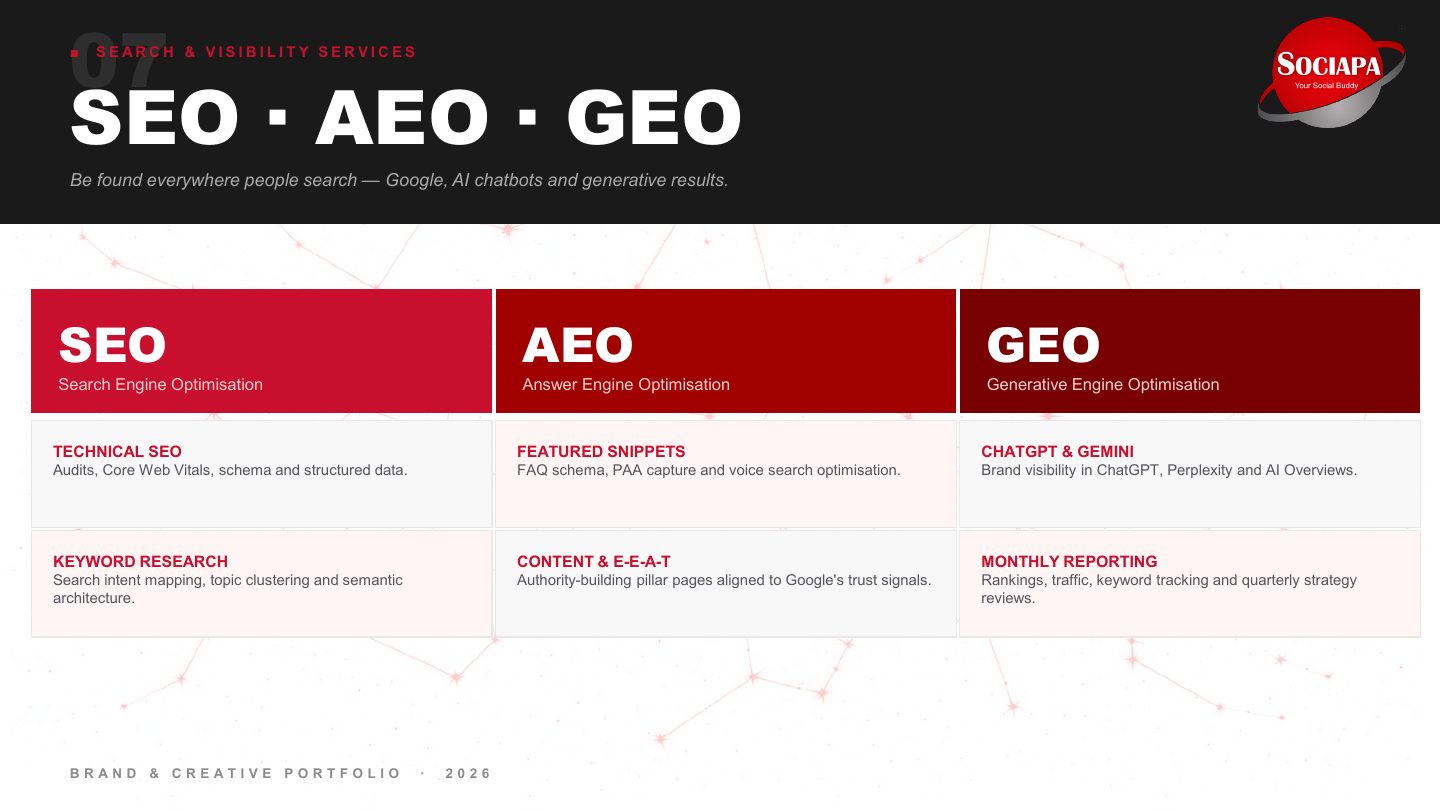 07
■ SEARCH & VISIBILITY SERVICES
SEO · AEO · GEO
Be found everywhere people search — Google, AI chatbots and generative results.
SOCIAPA
Your Social Buddy
SEO
Search Engine Optimisation
AEO
Answer Engine Optimisation
GEO
Generative Engine Optimisation
TECHNICAL SEO
Audits, Core Web Vitals, schema and structured data.
FEATURED SNIPPETS
FAQ schema, PAA capture and voice search optimisation.
CHATGPT & GEMINI
Brand visibility in ChatGPT, Perplexity and AI Overviews.
KEYWORD RESEARCH
Search intent mapping, topic clustering and semantic
architecture.
CONTENT & E-E-A-T
Authority-building pillar pages aligned to Google's trust signals.
MONTHLY REPORTING
Rankings, traffic, keyword tracking and quarterly strategy
reviews.
BRAND & CREATIVE PORTFOLIO · 2026